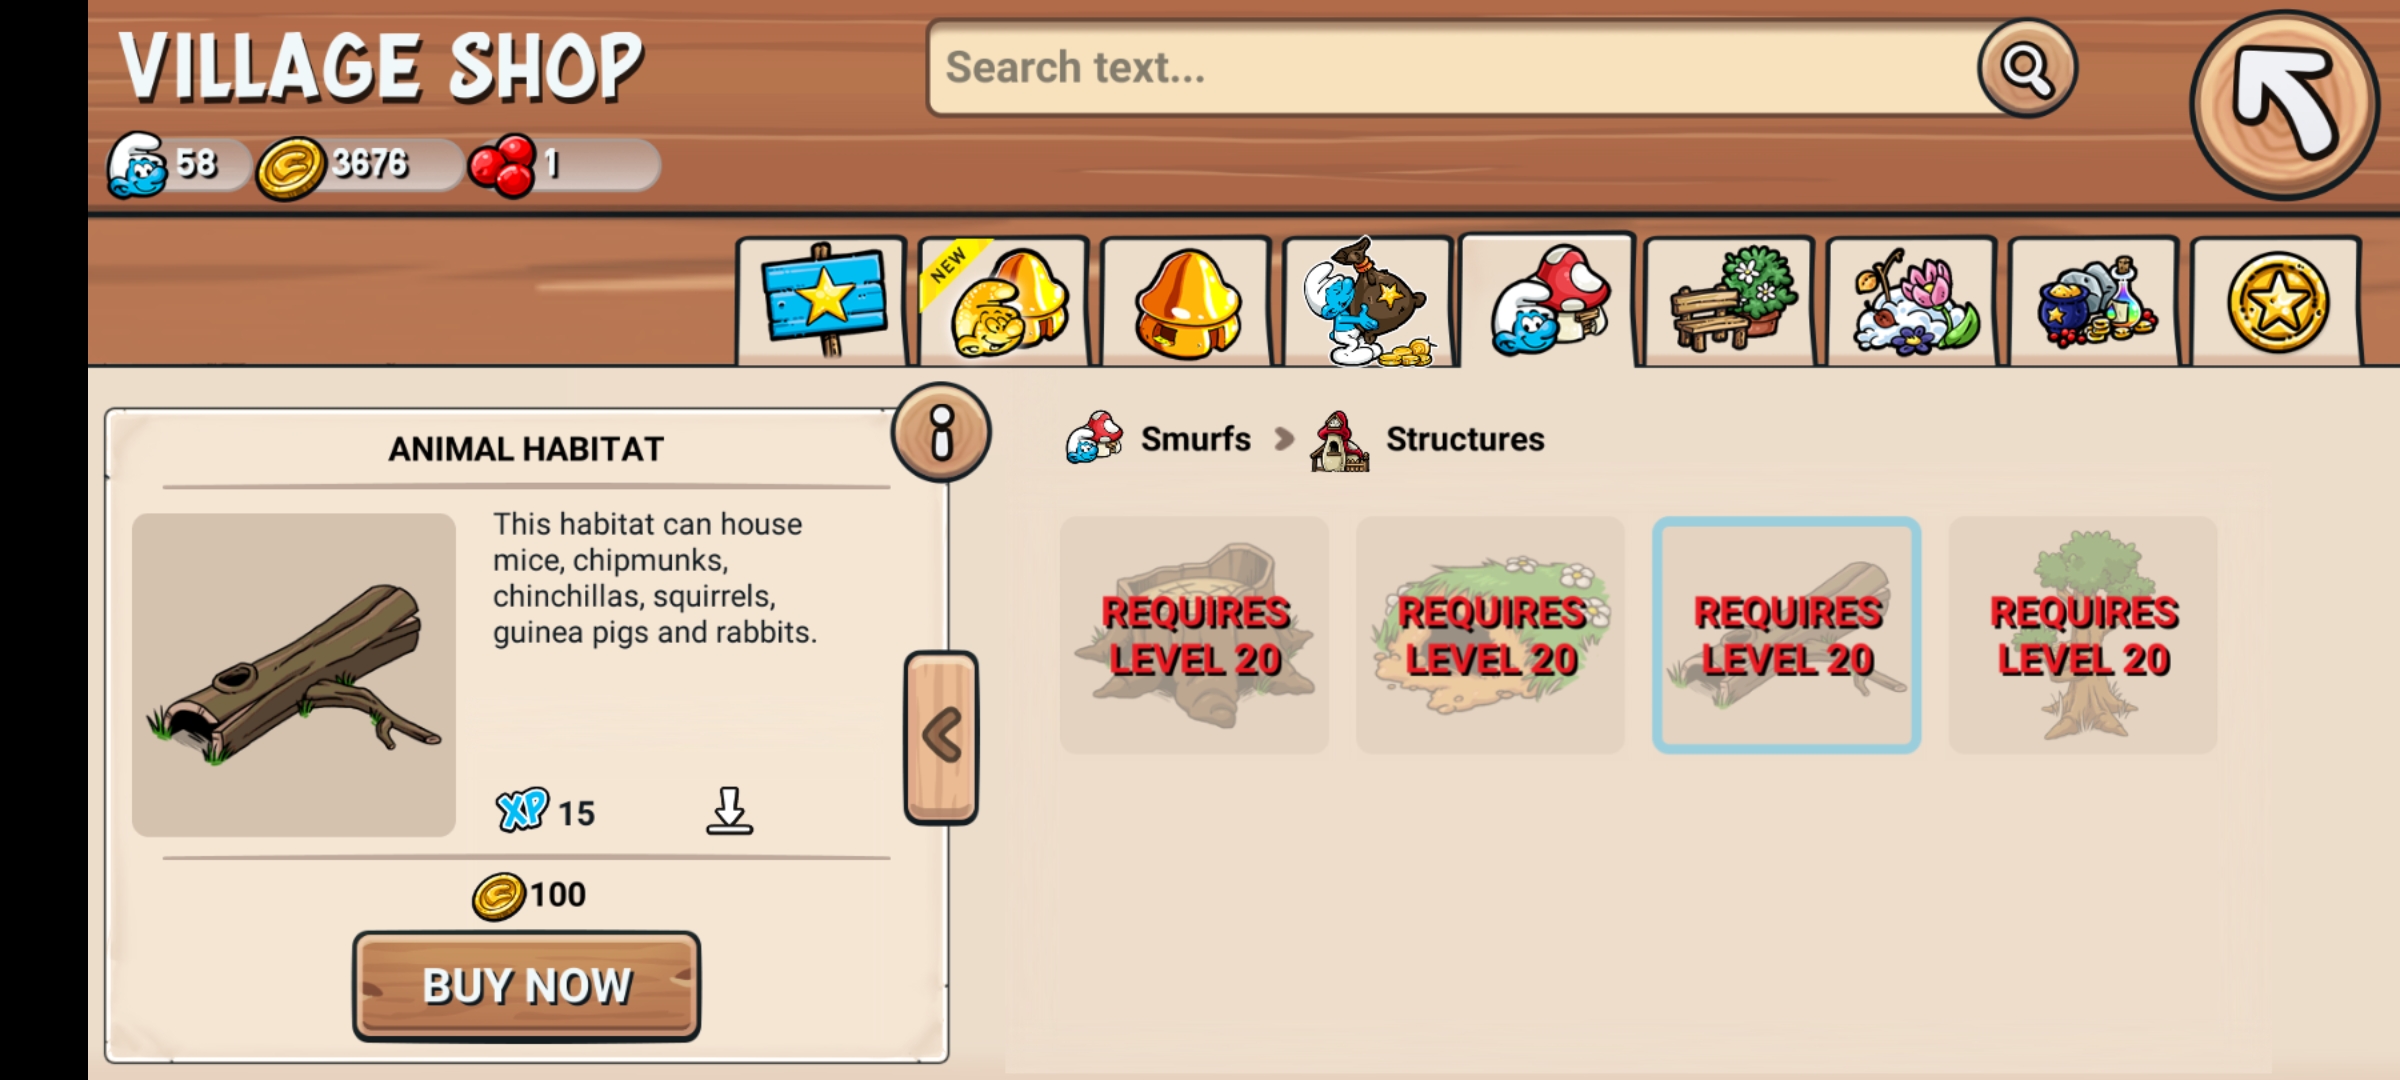 VILLAGE SHOP
Search text...
58
3676
1
NEW
ANIMAL HABITAT
This habitat can house
mice, chipmunks,
chinchillas, squirrels,
guinea pigs and rabbits.
XP 15
100
BUY NOW
Smurfs
Structures
REQUIRES
LEVEL 20
REQUIRES
LEVEL 20
REQUIRES
LEVEL 20
REQUIRES
LEVEL 20